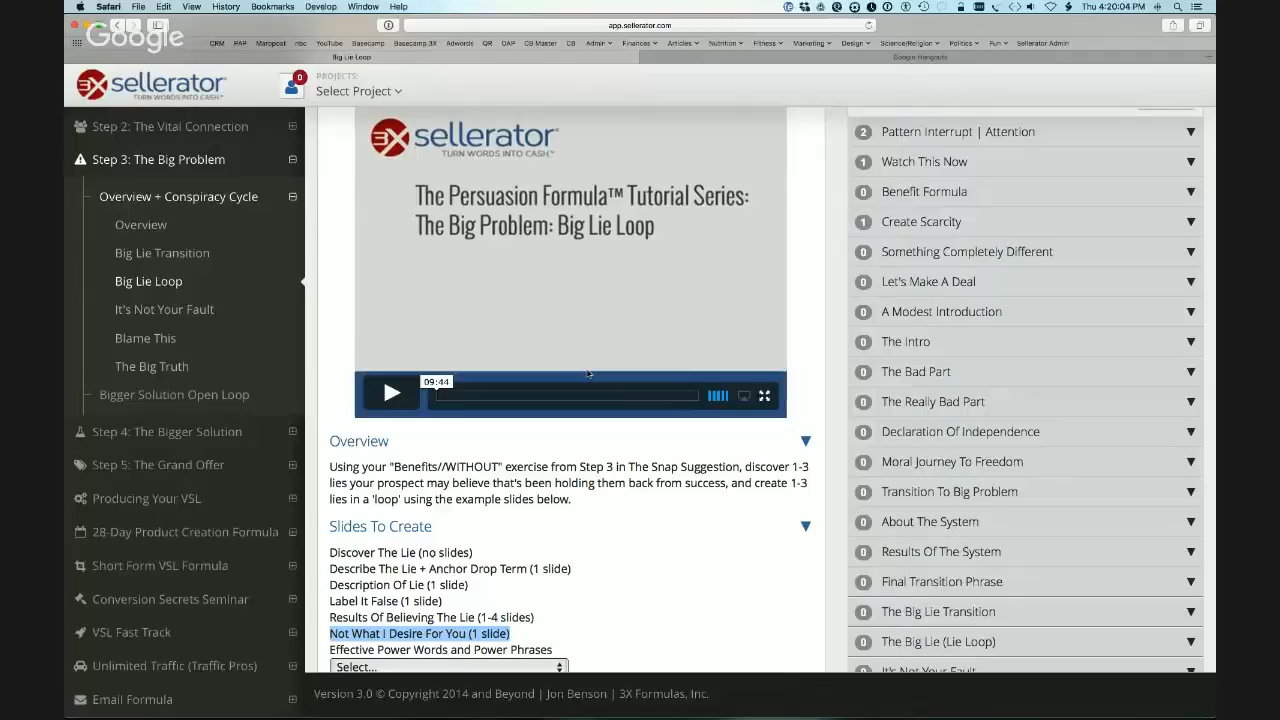 Safari File Edit View History Bookmarks Develop Window Help Thu 4:20:04 PM
Google
app.sellerator.com
CRM PAP Maropost nbc YouTube Basecamp Basecamp 3X Adwords QR OAP CB Master CB Admin Finances Articles Nutrition Fitness Marketing Design Science/Religion Politics Fun Sellerator Admin
Big Lie Loop Google Hangouts
3X sellerator
TURN WORDS INTO CASH™
0
PROJECTS:
Select Project
Step 2: The Vital Connection
Step 3: The Big Problem
Overview + Conspiracy Cycle
Overview
Big Lie Transition
Big Lie Loop
It's Not Your Fault
Blame This
The Big Truth
Bigger Solution Open Loop
Step 4: The Bigger Solution
Step 5: The Grand Offer
Producing Your VSL
28-Day Product Creation Formula
Short Form VSL Formula
Conversion Secrets Seminar
VSL Fast Track
Unlimited Traffic (Traffic Pros)
Email Formula
3X sellerator
TURN WORDS INTO CASH™
The Persuasion Formula™ Tutorial Series:
The Big Problem: Big Lie Loop
09:44
Overview
Using your "Benefits//WITHOUT" exercise from Step 3 in The Snap Suggestion, discover 1-3
lies your prospect may believe that's been holding them back from success, and create 1-3
lies in a 'loop' using the example slides below.
Slides To Create
Discover The Lie (no slides)
Describe The Lie + Anchor Drop Term (1 slide)
Description Of Lie (1 slide)
Label It False (1 slide)
Results Of Believing The Lie (1-4 slides)
Not What I Desire For You (1 slide)
Effective Power Words and Power Phrases
Select...
2 Pattern Interrupt | Attention
1 Watch This Now
0 Benefit Formula
1 Create Scarcity
0 Something Completely Different
0 Let's Make A Deal
0 A Modest Introduction
0 The Intro
0 The Bad Part
0 The Really Bad Part
0 Declaration Of Independence
0 Moral Journey To Freedom
0 Transition To Big Problem
0 About The System
0 Results Of The System
0 Final Transition Phrase
0 The Big Lie Transition
0 The Big Lie (Lie Loop)
0 It's Not Your Fault
Version 3.0 © Copyright 2014 and Beyond | Jon Benson | 3X Formulas, Inc.